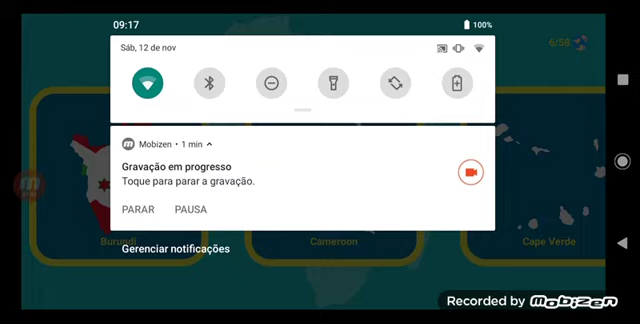 09:17
100%
Sáb, 12 de nov
6/58
Mobizen • 1 min
Gravação em progresso
Toque para parar a gravação.
PARAR PAUSA
Burundi
Cameroon
Cape Verde
Gerenciar notificações
Recorded by Mobizen